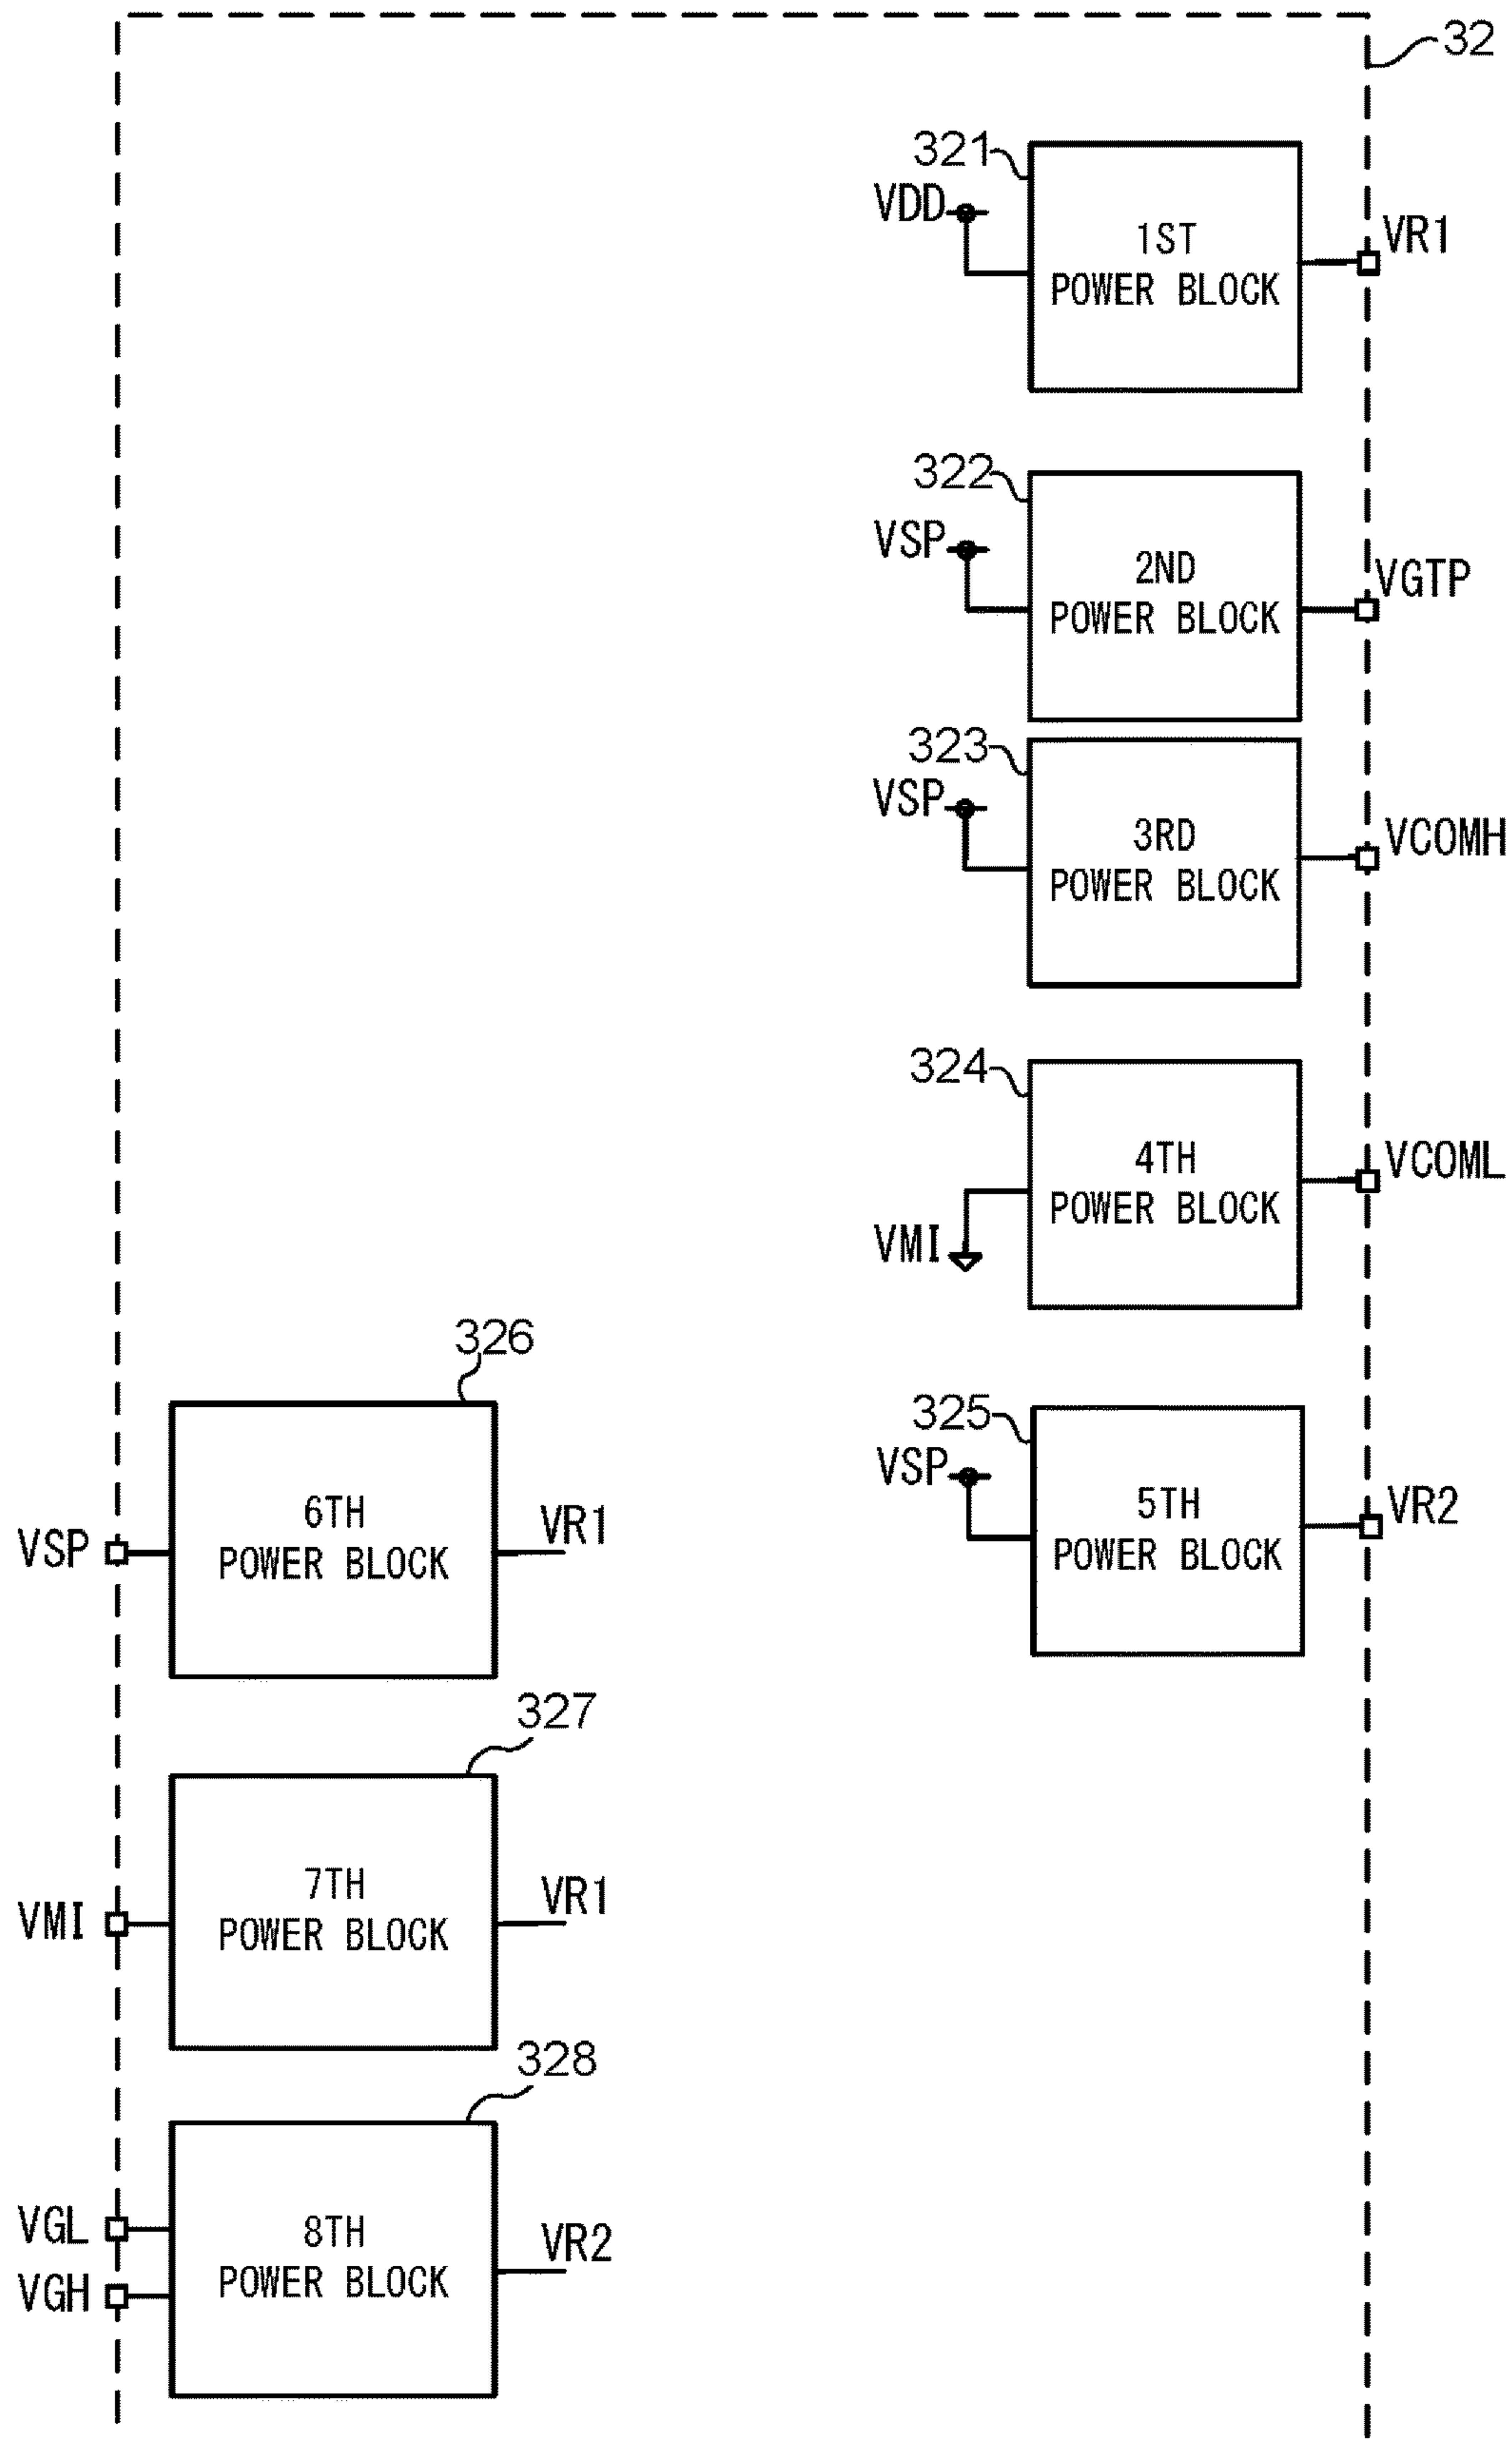 32
321
VDD
1ST
POWER BLOCK
VR1
322
VSP
2ND
POWER BLOCK
VGTP
323
VSP
3RD
POWER BLOCK
VCOMH
324
4TH
POWER BLOCK
VCOML
VMI
325
VSP
5TH
POWER BLOCK
VR2
326
VSP
6TH
POWER BLOCK
VR1
327
VMI
7TH
POWER BLOCK
VR1
328
VGL
VGH
8TH
POWER BLOCK
VR2